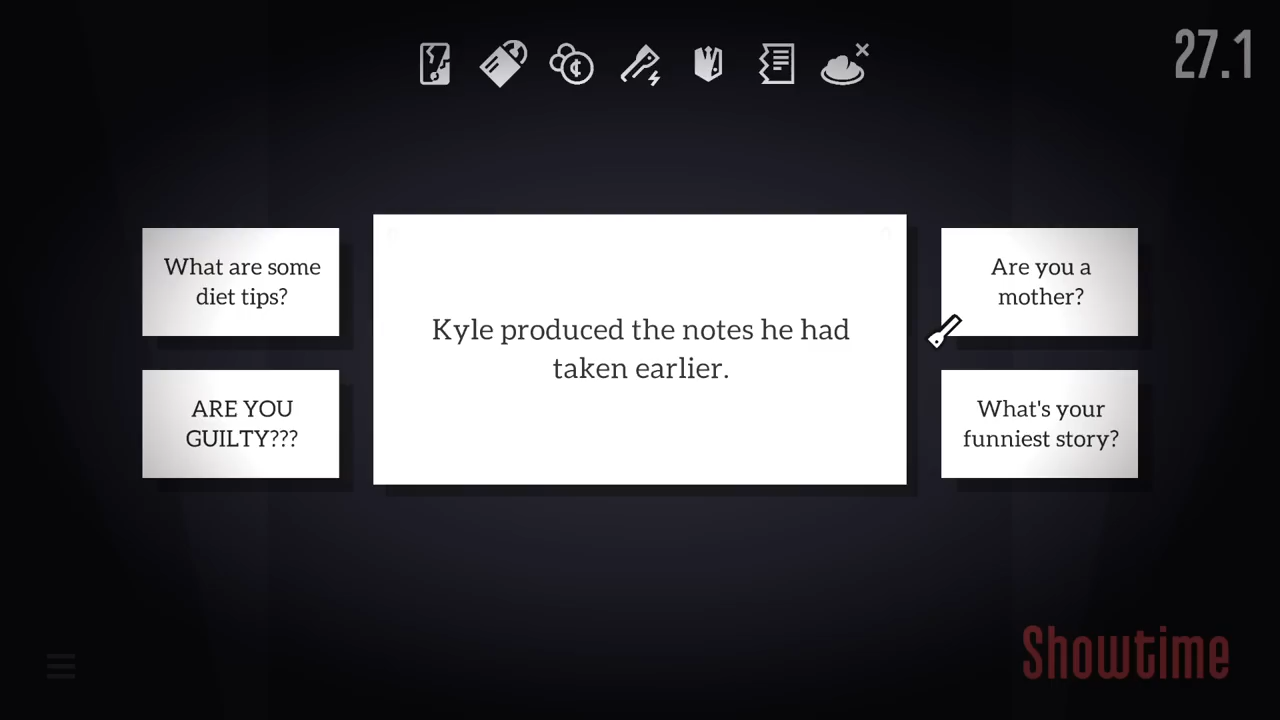 27.1
What are some
diet tips?
Kyle produced the notes he had
taken earlier.
Are you a
mother?
ARE YOU
GUILTY???
What's your
funniest story?
Showtime